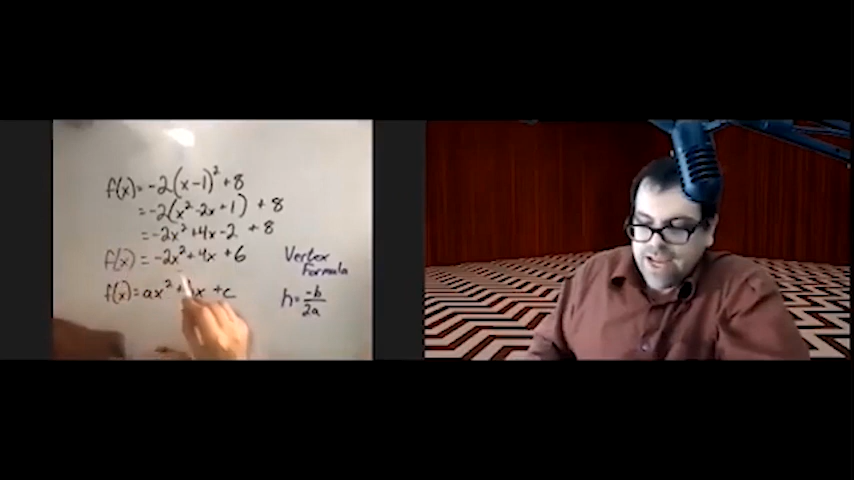 f(x) = -2(x-1)² +8
= -2(x² -2x +1) + 8
= -2x² +4x -2 +8
f(x) = -2x² +4x +6
f(x) = ax² + x +c
Vertex
Formula
h = -b/2a